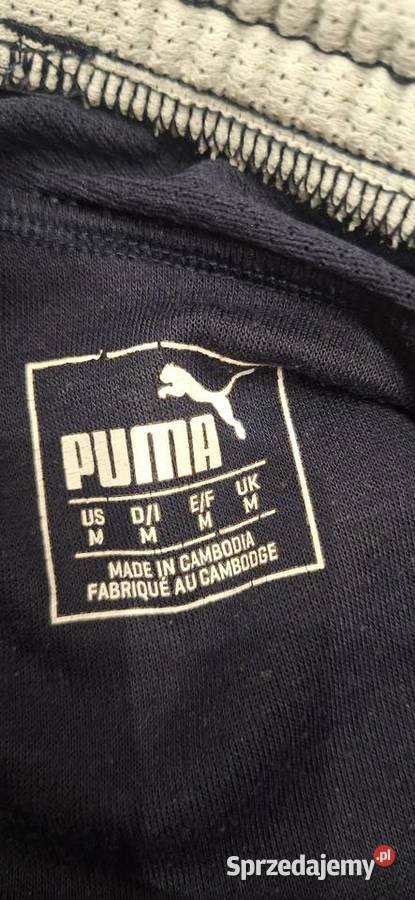 PUMA
US D/I E/F UK
M M M M
MADE IN CAMBODIA
FABRIQUÉ AU CAMBODGE
Sprzedajemy.pl